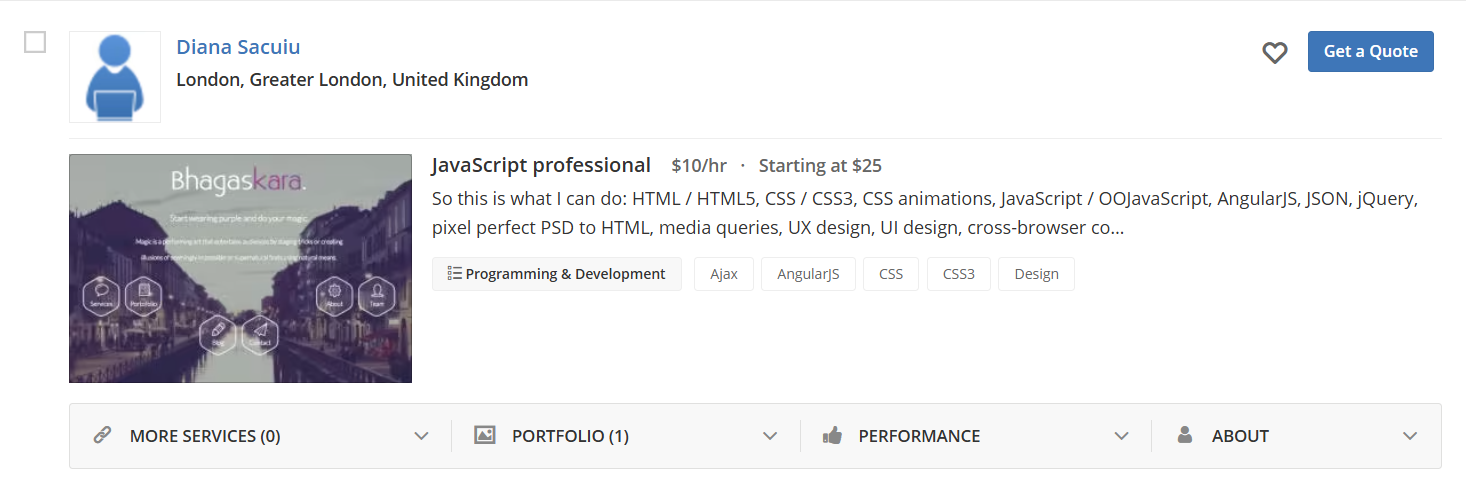 Diana Sacuiu
Get a Quote
London, Greater London, United Kingdom
JavaScript professional $10/hr · Starting at $25
So this is what I can do: HTML / HTML5, CSS / CSS3, CSS animations, JavaScript / OOJavaScript, AngularJS, JSON, jQuery,
pixel perfect PSD to HTML, media queries, UX design, UI design, cross-browser co...
Programming & Development Ajax AngularJS CSS CSS3 Design
Bhagaskara.
Start wearing purple and do your magic.
Magic is a performing art that entertains audiences by staging tricks or creating
illusions of seemingly impossible or supernatural feats using natural means.
Services Portofolio About Team
Blog Contact
MORE SERVICES (0) PORTFOLIO (1) PERFORMANCE ABOUT